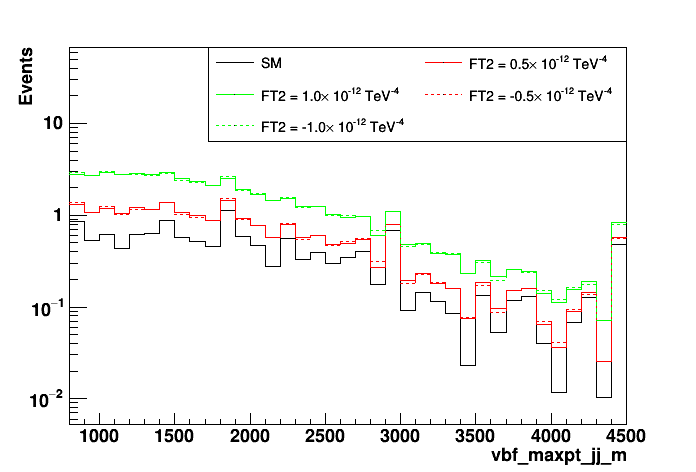 Events
SM
FT2 = 0.5× 10⁻¹² TeV⁻⁴
FT2 = 1.0× 10⁻¹² TeV⁻⁴
FT2 = -0.5× 10⁻¹² TeV⁻⁴
FT2 = -1.0× 10⁻¹² TeV⁻⁴
10
1
10⁻¹
10⁻²
1000 1500 2000 2500 3000 3500 4000 4500
vbf_maxpt_jj_m